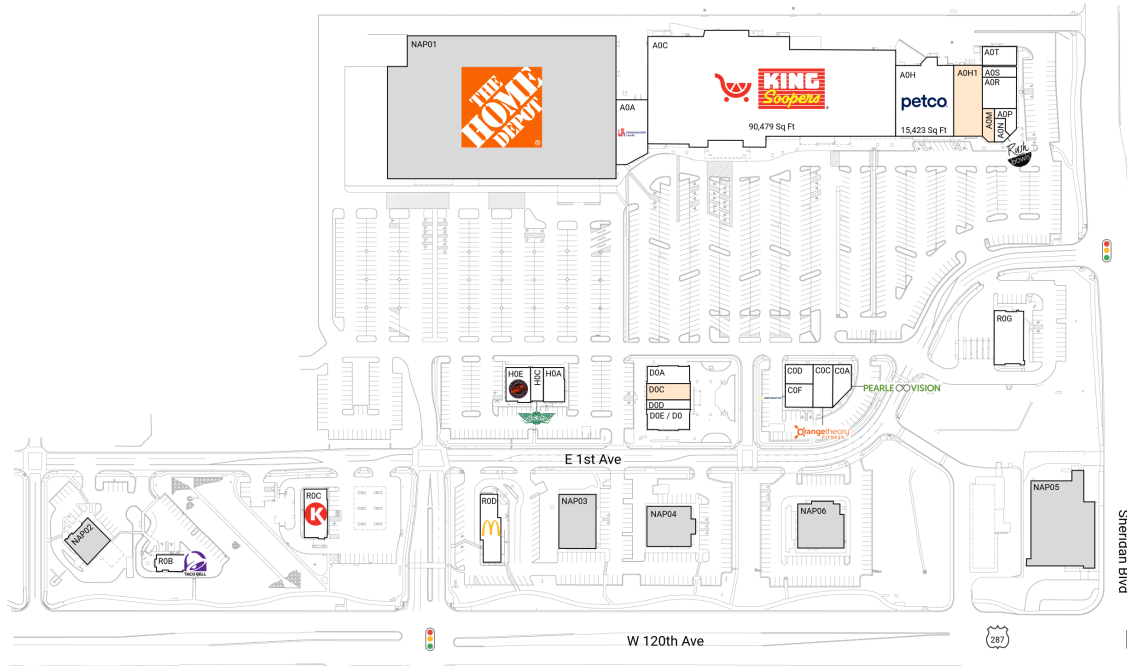 NAP01
THE
HOME
DEPOT
A0A
A0C
KING
Soopers
90,479 Sq Ft
A0H
petco
15,423 Sq Ft
A0H1
A0T
A0S
A0R
A0M
A0N
A0P
Rush
BOWLS
R0G
H0E
H0C
H0A
D0A
D0C
D0D
D0E / D0
C0D
C0C
C0A
C0F
PEARLE VISION
Orangetheory
FITNESS
E 1st Ave
NAP02
R0B
TACO BELL
R0C
K
R0D
NAP03
NAP04
NAP06
NAP05
Sheridan Blvd
W 120th Ave
287